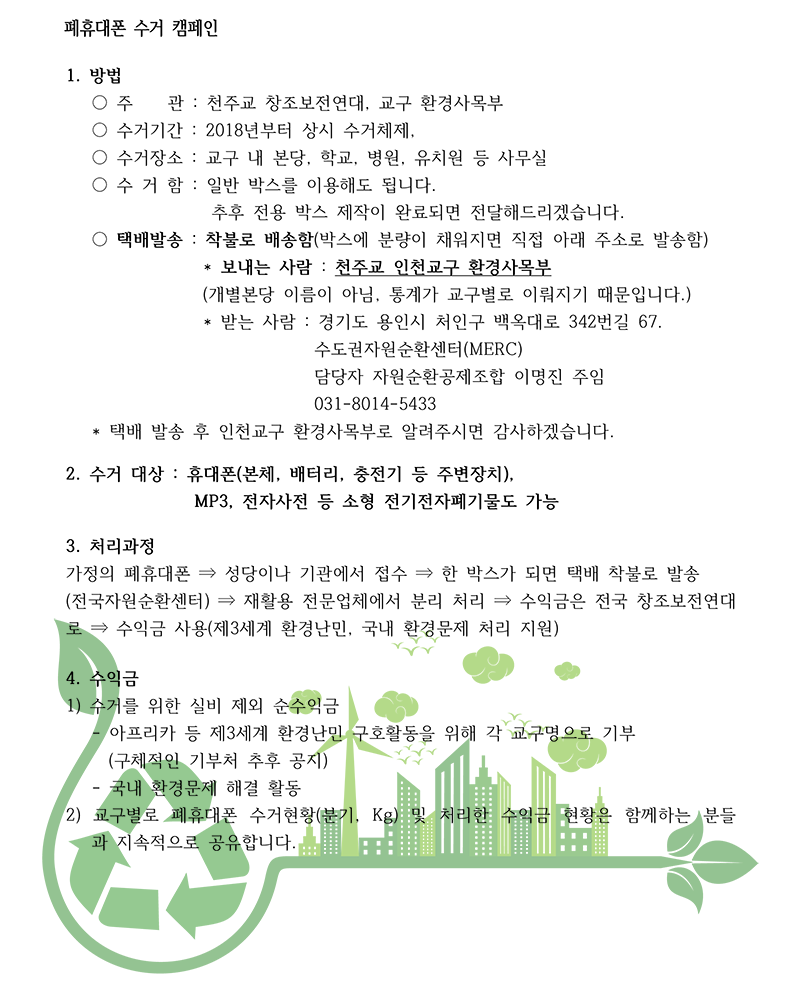 폐휴대폰 수거 캠페인
1. 방법
○ 주 관 : 천주교 창조보전연대, 교구 환경사목부
○ 수거기간 : 2018년부터 상시 수거체제,
○ 수거장소 : 교구 내 본당, 학교, 병원, 유치원 등 사무실
○ 수 거 함 : 일반 박스를 이용해도 됩니다.
추후 전용 박스 제작이 완료되면 전달해드리겠습니다.
○ 택배발송 : 착불로 배송함(박스에 분량이 채워지면 직접 아래 주소로 발송함)
* 보내는 사람 : 천주교 인천교구 환경사목부
(개별본당 이름이 아님, 통계가 교구별로 이뤄지기 때문입니다.)
* 받는 사람 : 경기도 용인시 처인구 백옥대로 342번길 67.
수도권자원순환센터(MERC)
담당자 자원순환공제조합 이명진 주임
031-8014-5433
* 택배 발송 후 인천교구 환경사목부로 알려주시면 감사하겠습니다.
2. 수거 대상 : 휴대폰(본체, 배터리, 충전기 등 주변장치),
MP3, 전자사전 등 소형 전기전자폐기물도 가능
3. 처리과정
가정의 폐휴대폰 ⇒ 성당이나 기관에서 접수 ⇒ 한 박스가 되면 택배 착불로 발송
(전국자원순환센터) ⇒ 재활용 전문업체에서 분리 처리 ⇒ 수익금은 전국 창조보전연대
로 ⇒ 수익금 사용(제3세계 환경난민, 국내 환경문제 처리 지원)
4. 수익금
1) 수거를 위한 실비 제외 순수익금
- 아프리카 등 제3세계 환경난민 구호활동을 위해 각 교구명으로 기부
(구체적인 기부처 추후 공지)
- 국내 환경문제 해결 활동
2) 교구별로 폐휴대폰 수거현황(분기, Kg) 및 처리한 수익금 현황은 함께하는 분들
과 지속적으로 공유합니다.